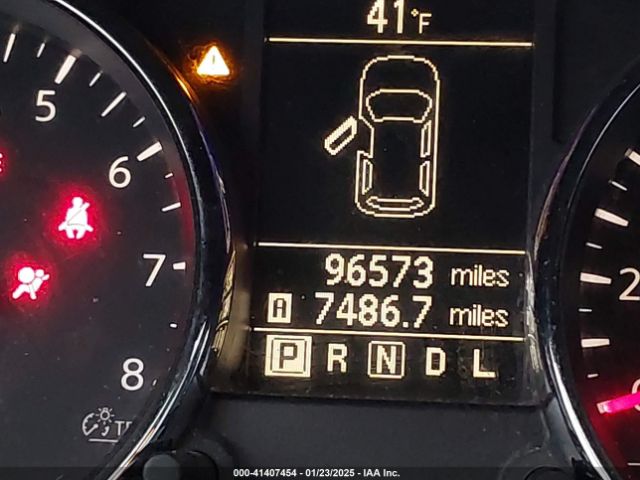 41°F
5
6
7
8
96573 miles
A 7486.7 miles
P R N D L
2
000-41407454 - 01/23/2025 - IAA Inc.